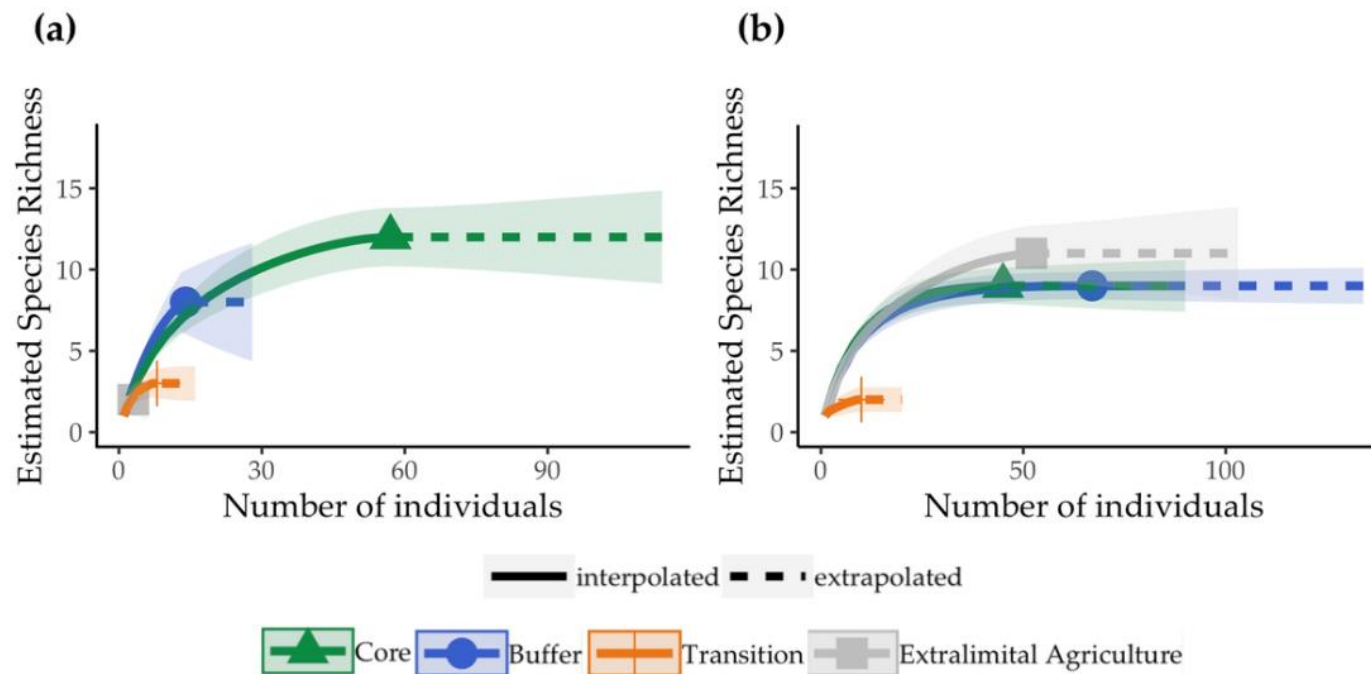 (a)
Estimated Species Richness
15
10
5
0
0 30 60 90
Number of individuals
(b)
Estimated Species Richness
15
10
5
0
0 50 100
Number of individuals
interpolated extrapolated
Core Buffer Transition Extralimital Agriculture